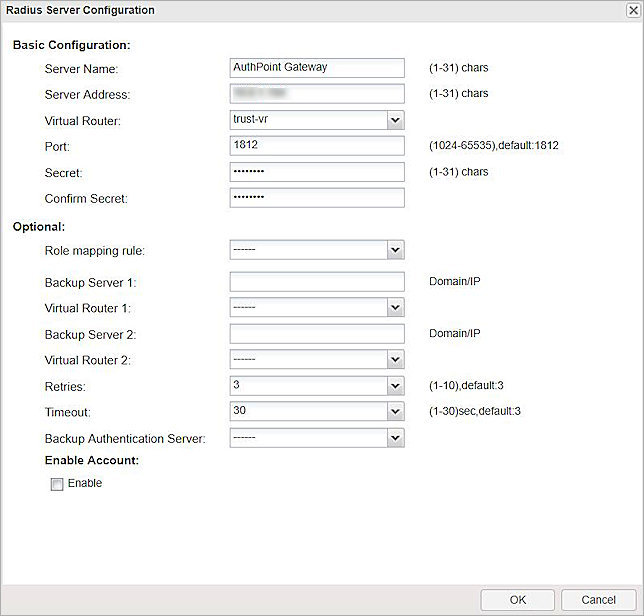 Radius Server Configuration
Basic Configuration:
Server Name: AuthPoint Gateway (1-31) chars
Server Address: (1-31) chars
Virtual Router: trust-vr
Port: 1812 (1024-65535),default:1812
Secret: •••••••• (1-31) chars
Confirm Secret: ••••••••
Optional:
Role mapping rule: ------
Backup Server 1: Domain/IP
Virtual Router 1: ------
Backup Server 2: Domain/IP
Virtual Router 2: ------
Retries: 3 (1-10),default:3
Timeout: 30 (1-30)sec,default:3
Backup Authentication Server: ------
Enable Account:
Enable
OK Cancel